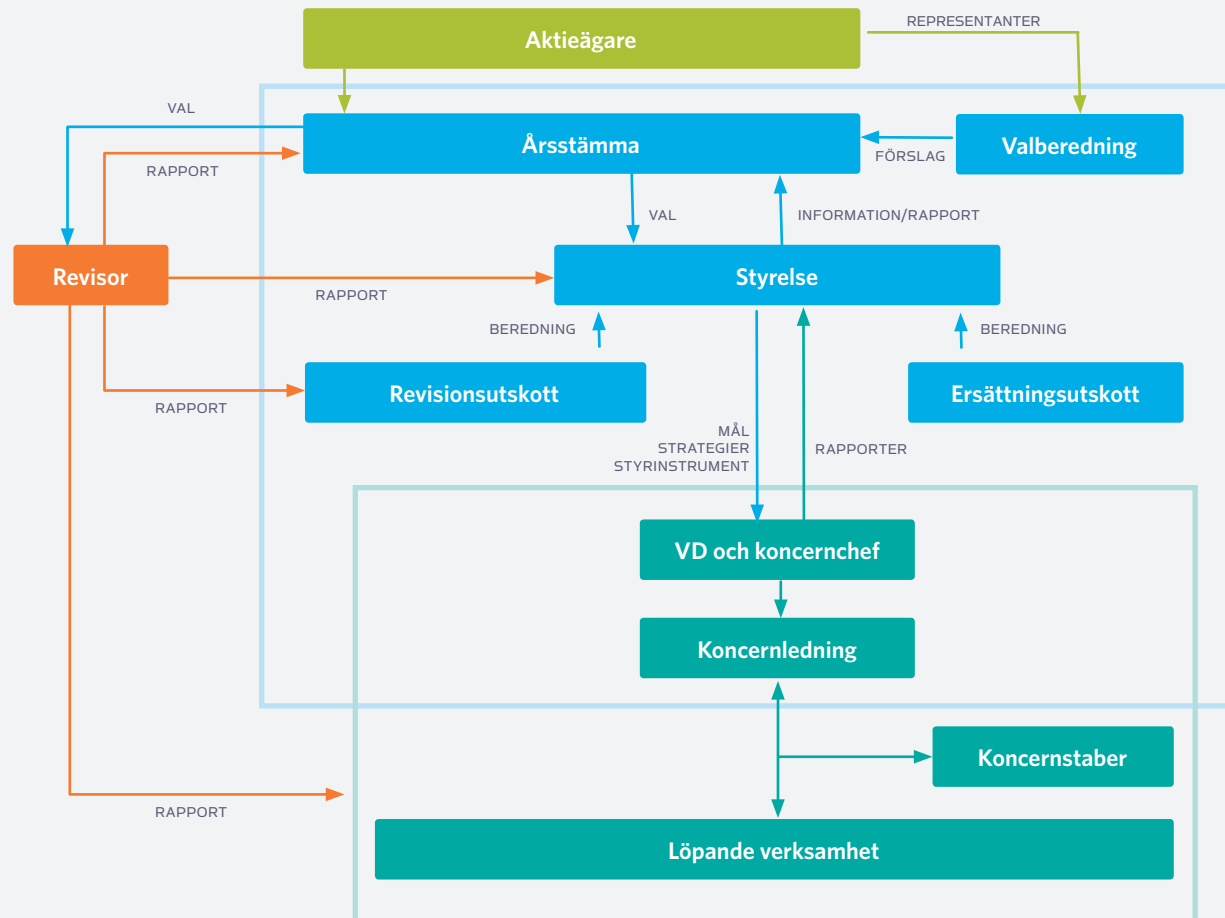 REPRESENTANTER
Aktieägare
VAL
Årsstämma
Valberedning
FÖRSLAG
RAPPORT
VAL
INFORMATION/RAPPORT
Revisor
Styrelse
RAPPORT
BEREDNING
BEREDNING
Revisionsutskott
Ersättningsutskott
RAPPORT
MÅL
STRATEGIER
STYRINSTRUMENT
RAPPORTER
VD och koncernchef
Koncernledning
Koncernstaber
RAPPORT
Löpande verksamhet